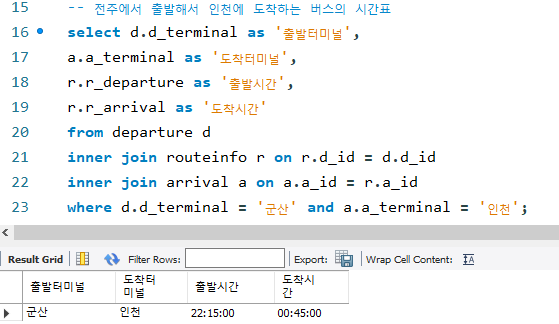 15 -- 전주에서 출발해서 인천에 도착하는 버스의 시간표
16 select d.d_terminal as '출발터미널',
17 a.a_terminal as '도착터미널',
18 r.r_departure as '출발시간',
19 r.r_arrival as '도착시간'
20 from departure d
21 inner join routeinfo r on r.d_id = d.d_id
22 inner join arrival a on a.a_id = r.a_id
23 where d.d_terminal = '군산' and a.a_terminal = '인천';
Result Grid Filter Rows: Export: Wrap Cell Content: IA
출발터미널 도착터 미널 출발시간 도착시 간
군산 인천 22:15:00 00:45:00